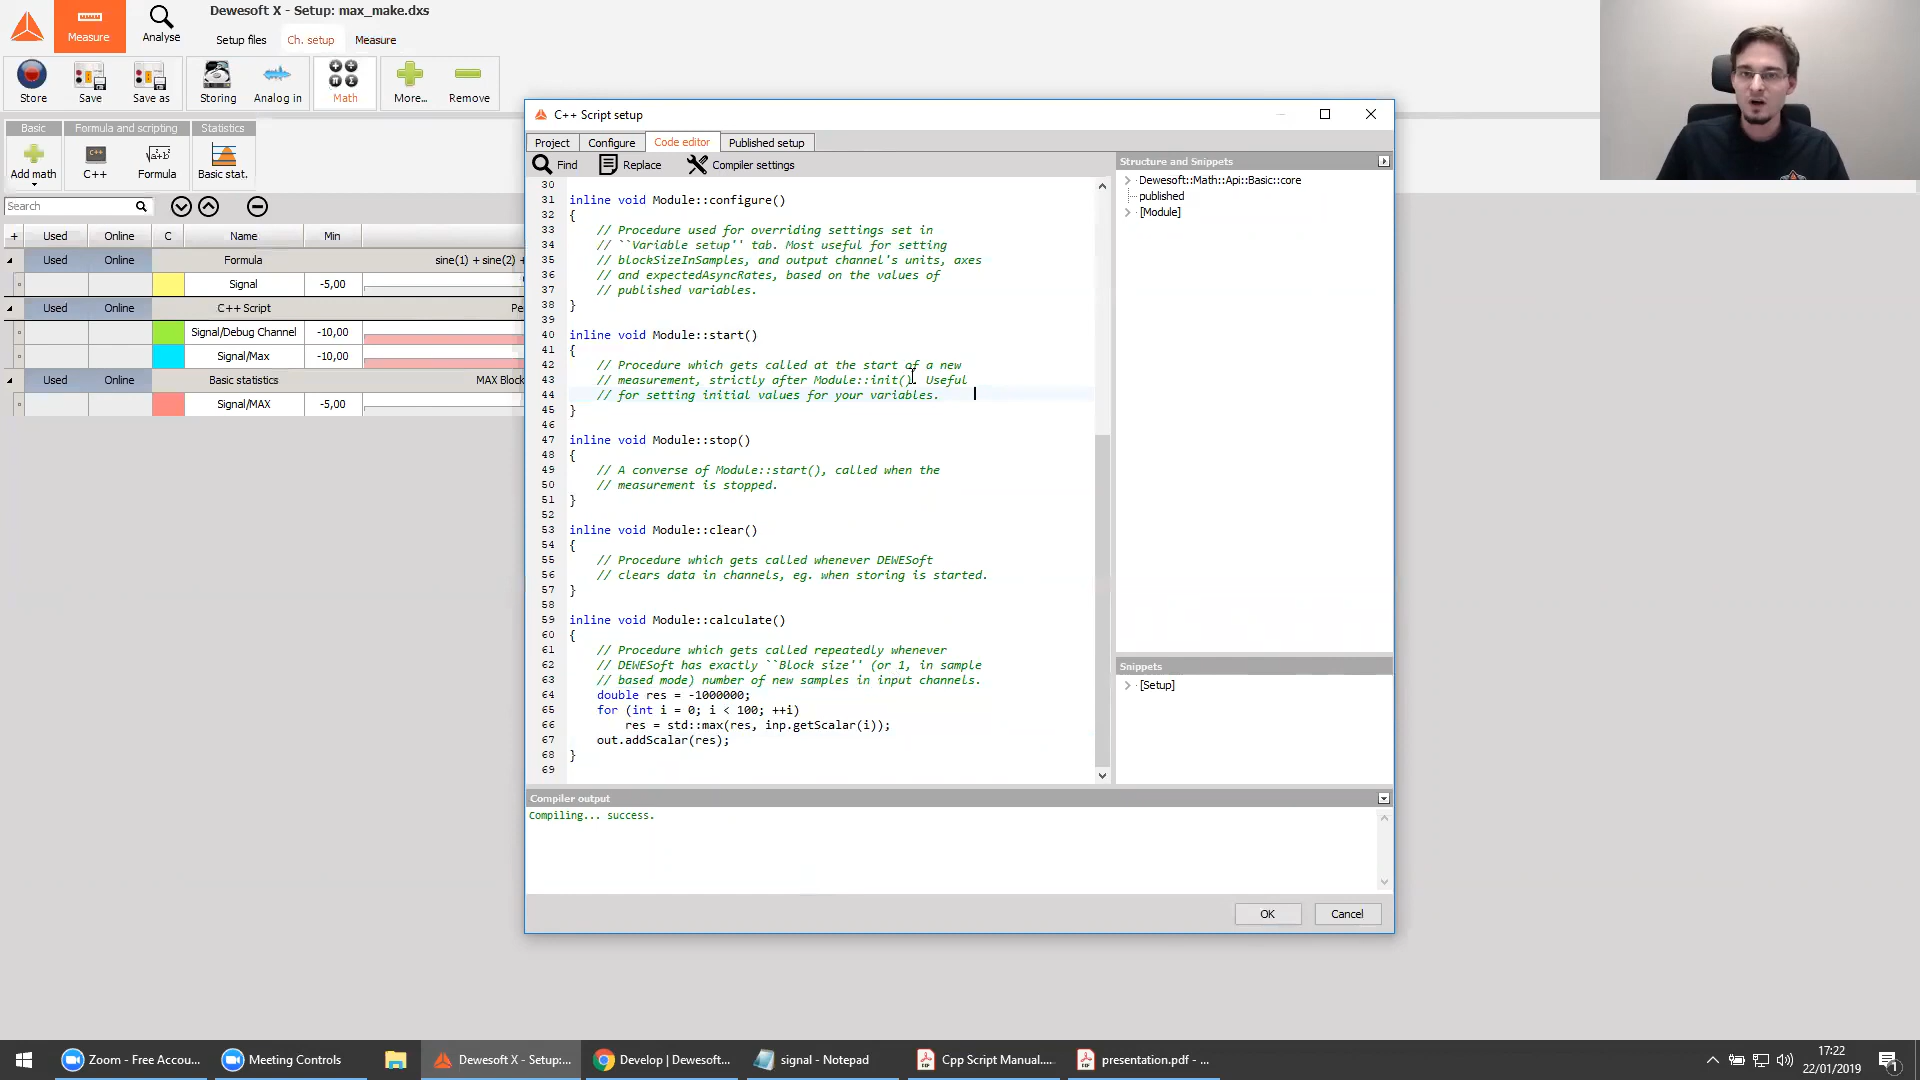 Dewesoft X - Setup: max_make.dxs
Measure
Analyse
Setup files
Ch. setup
Measure
Store
Save
Save as
Storing
Analog in
Math
More...
Remove
Basic
Formula and scripting
Statistics
Add math
C++
Formula
Basic stat.
Search
+ Used Online C Name Min
Used Online Formula sine(1) + sine(2) +
Signal -5,00
Used Online C++ Script Pe
Signal/Debug Channel -10,00
Signal/Max -10,00
Used Online Basic statistics MAX Block
Signal/MAX -5,00
C++ Script setup
Project Configure Code editor Published setup
Find Replace Compiler settings
30
31 inline void Module::configure()
32 {
33 // Procedure used for overriding settings set in
34 // ``Variable setup'' tab. Most useful for setting
35 // blockSizeInSamples, and output channel's units, axes
36 // and expectedAsyncRates, based on the values of
37 // published variables.
38 }
39
40 inline void Module::start()
41 {
42 // Procedure which gets called at the start of a new
43 // measurement, strictly after Module::init(). Useful
44 // for setting initial values for your variables.
45 }
46
47 inline void Module::stop()
48 {
49 // A converse of Module::start(), called when the
50 // measurement is stopped.
51 }
52
53 inline void Module::clear()
54 {
55 // Procedure which gets called whenever DEWESoft
56 // clears data in channels, eg. when storing is started.
57 }
58
59 inline void Module::calculate()
60 {
61 // Procedure which gets called repeatedly whenever
62 // DEWESoft has exactly ``Block size'' (or 1, in sample
63 // based mode) number of new samples in input channels.
64 double res = -1000000;
65 for (int i = 0; i < 100; ++i)
66 res = std::max(res, inp.getScalar(i));
67 out.addScalar(res);
68 }
69
Structure and Snippets
Dewesoft::Math::Api::Basic::core
published
[Module]
Snippets
[Setup]
Compiler output
Compiling... success.
OK
Cancel
Zoom - Free Accou...
Meeting Controls
Dewesoft X - Setup:...
Develop | Dewesoft...
signal - Notepad
Cpp Script Manual....
presentation.pdf - ...
17:22
22/01/2019